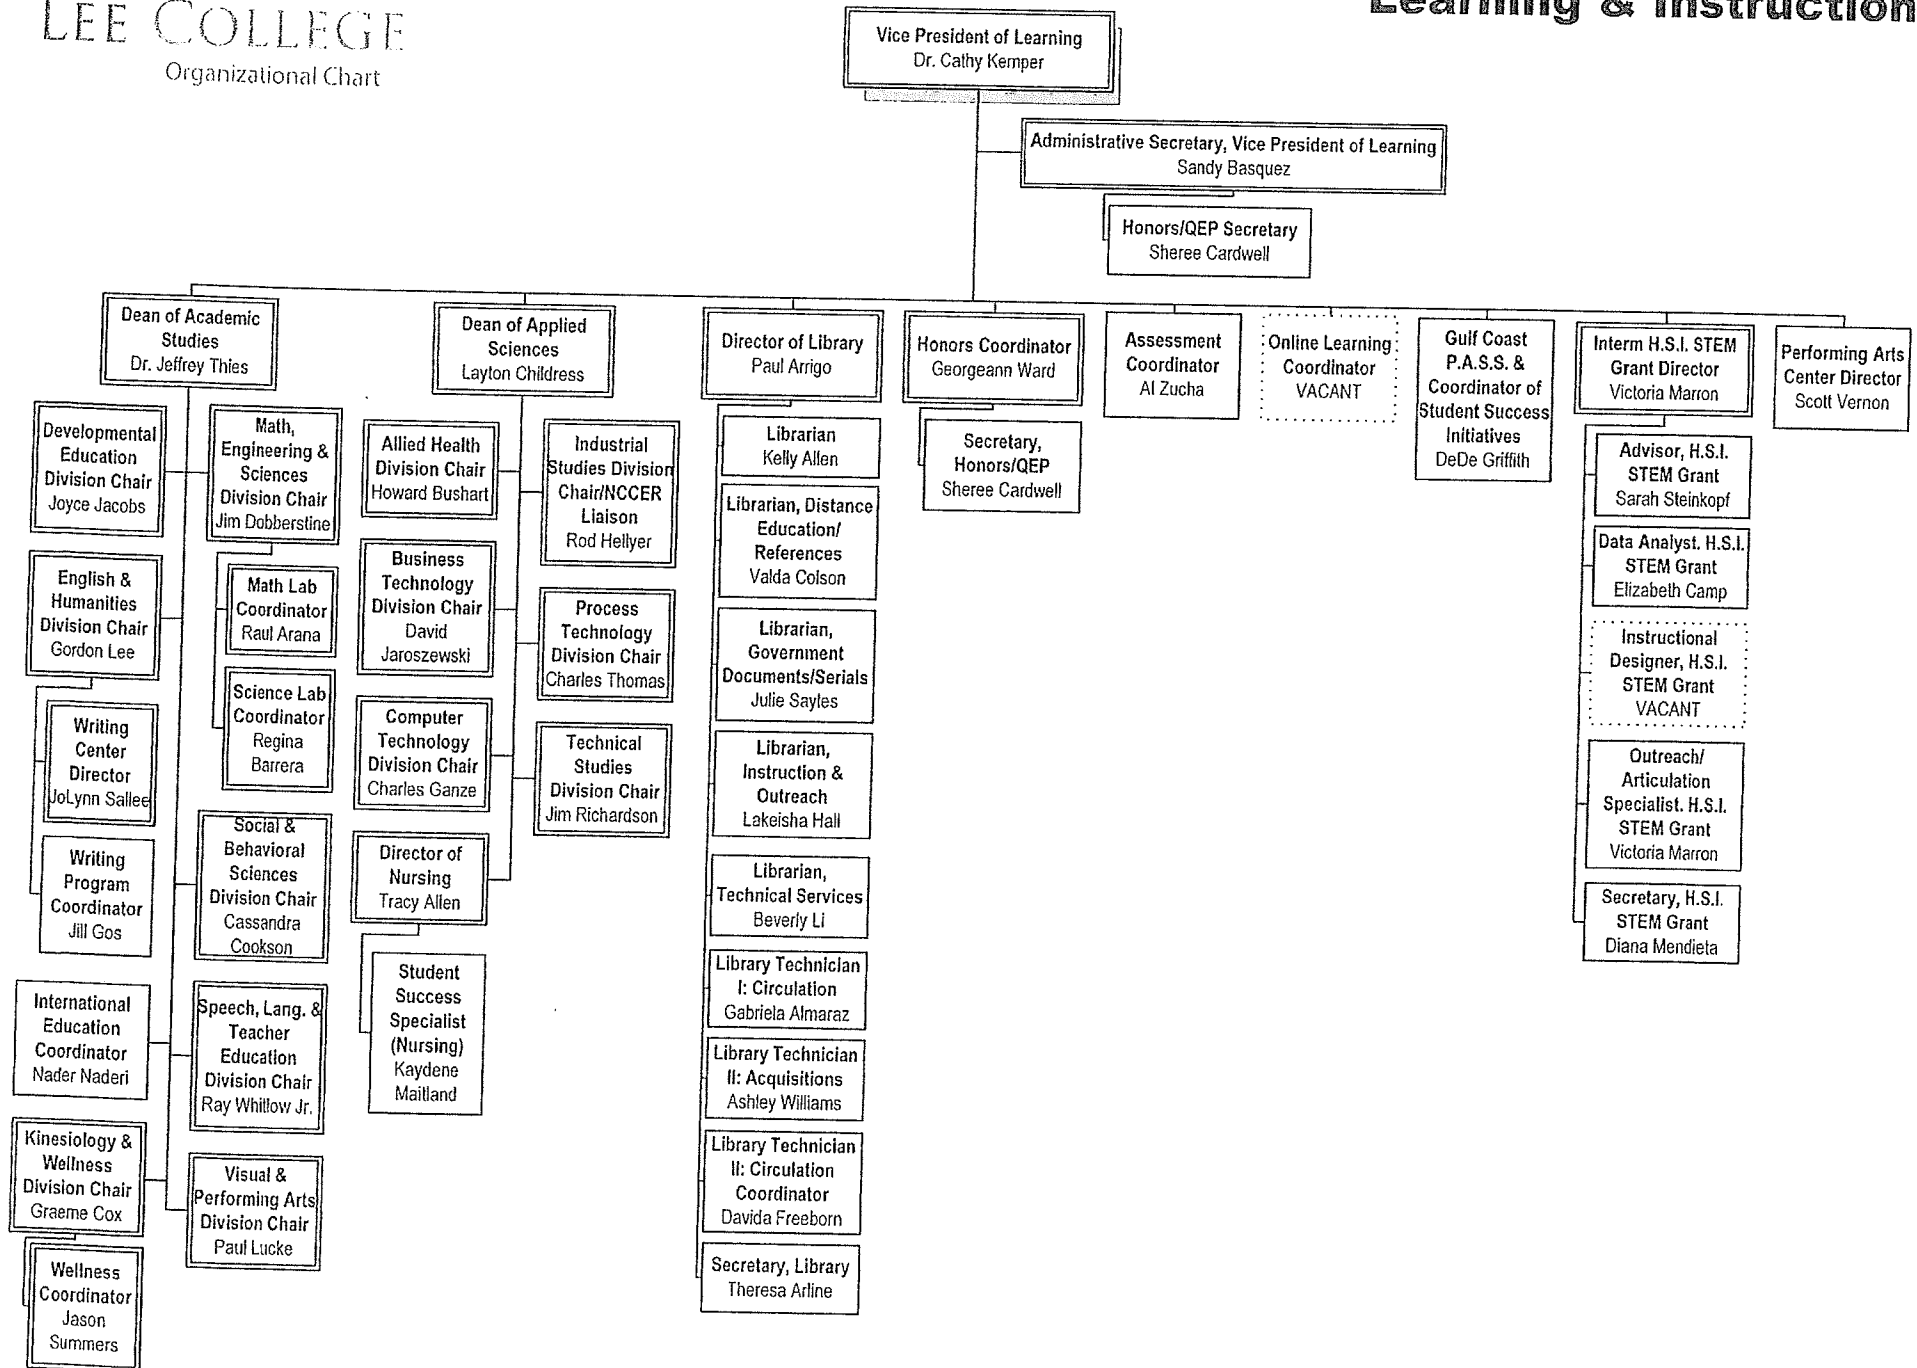 LEE COLLEGE
Organizational Chart
Learning & Instruction
Vice President of Learning
Dr. Cathy Kemper
Administrative Secretary, Vice President of Learning
Sandy Basquez
Honors/QEP Secretary
Sheree Cardwell
Dean of Academic
Studies
Dr. Jeffrey Thies
Developmental
Education
Division Chair
Joyce Jacobs
Math,
Engineering &
Sciences
Division Chair
Jim Dobberstine
Math Lab
Coordinator
Raul Arana
Science Lab
Coordinator
Regina
Barrera
English &
Humanities
Division Chair
Gordon Lee
Writing
Center
Director
JoLynn Sallee
Writing
Program
Coordinator
Jill Gos
Social &
Behavioral
Sciences
Division Chair
Cassandra
Cookson
International
Education
Coordinator
Nader Naderi
Speech, Lang. &
Teacher
Education
Division Chair
Ray Whillow Jr.
Kinesiology &
Wellness
Division Chair
Graeme Cox
Wellness
Coordinator
Jason
Summers
Visual &
Performing Arts
Division Chair
Paul Lucke
Dean of Applied
Sciences
Layton Childress
Allied Health
Division Chair
Howard Bushart
Industrial
Studies Division
Chair/NCCER
Liaison
Rod Hellyer
Business
Technology
Division Chair
David
Jaroszewski
Process
Technology
Division Chair
Charles Thomas
Computer
Technology
Division Chair
Charles Ganze
Technical
Studies
Division Chair
Jim Richardson
Director of
Nursing
Tracy Allen
Student
Success
Specialist
(Nursing)
Kaydene
Maitland
Director of Library
Paul Arrigo
Librarian
Kelly Allen
Librarian, Distance
Education/
References
Valda Colson
Librarian,
Government
Documents/Serials
Julie Sayles
Librarian,
Instruction &
Outreach
Lakeisha Hall
Librarian,
Technical Services
Beverly Li
Library Technician
I: Circulation
Gabriela Almaraz
Library Technician
II: Acquisitions
Ashley Williams
Library Technician
II: Circulation
Coordinator
Davida Freeborn
Secretary, Library
Theresa Arline
Honors Coordinator
Georgeann Ward
Secretary,
Honors/QEP
Sheree Cardwell
Assessment
Coordinator
Al Zucha
Online Learning
Coordinator
VACANT
Gulf Coast
P.A.S.S. &
Coordinator of
Student Success
Initiatives
DeDe Griffith
Interm H.S.I. STEM
Grant Director
Victoria Marron
Advisor, H.S.I.
STEM Grant
Sarah Steinkopf
Data Analyst. H.S.I.
STEM Grant
Elizabeth Camp
Instructional
Designer, H.S.I.
STEM Grant
VACANT
Outreach/
Articulation
Specialist. H.S.I.
STEM Grant
Victoria Marron
Secretary, H.S.I.
STEM Grant
Diana Mendieta
Performing Arts
Center Director
Scott Vernon